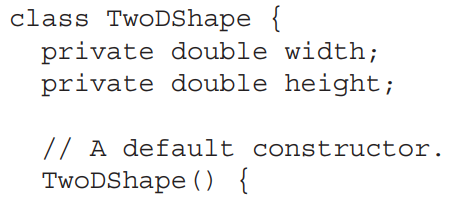 class TwoDShape {
private double width;
private double height;
// A default constructor.
TwoDShape() {